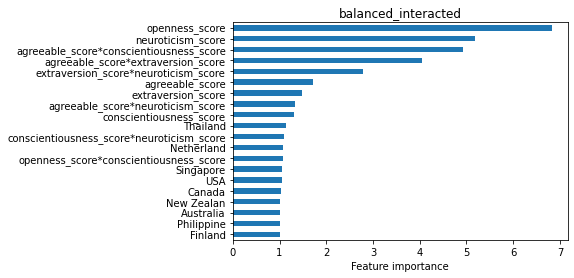 balanced_interacted
openness_score
neuroticism_score
agreeable_score*conscientiousness_score
agreeable_score*extraversion_score
extraversion_score*neuroticism_score
agreeable_score
extraversion_score
agreeable_score*neuroticism_score
conscientiousness_score
Thailand
conscientiousness_score*neuroticism_score
Netherland
openness_score*conscientiousness_score
Singapore
USA
Canada
New Zealan
Australia
Philippine
Finland
0 1 2 3 4 5 6 7
Feature importance